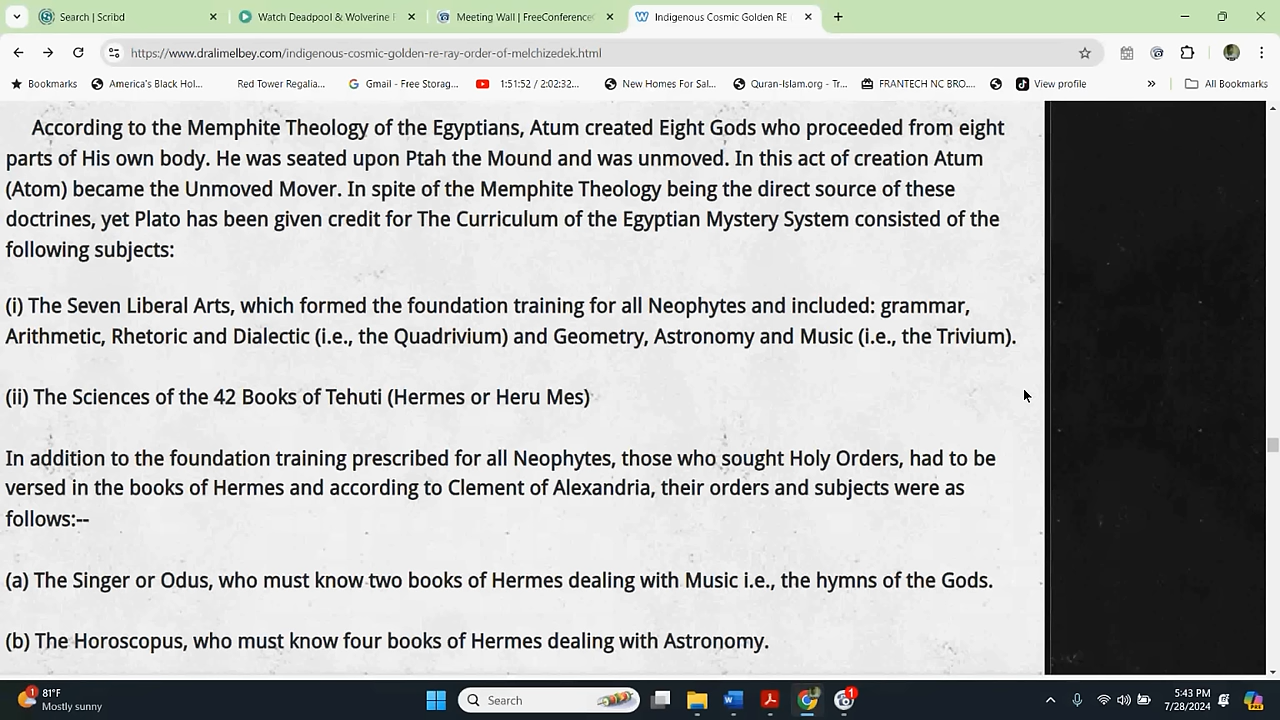 Search | Scribd
Watch Deadpool & Wolverine F
Meeting Wall | FreeConference
Indigenous Cosmic Golden RE
https://www.dralimelbey.com/indigenous-cosmic-golden-re-ray-order-of-melchizedek.html
Bookmarks
America's Black Hol...
Red Tower Regalia...
Gmail - Free Storag...
1:51:52 / 2:02:32...
New Homes For Sal...
Quran-Islam.org - Tr...
FRANTECH NC BRO....
View profile
All Bookmarks
According to the Memphite Theology of the Egyptians, Atum created Eight Gods who proceeded from eight
parts of His own body. He was seated upon Ptah the Mound and was unmoved. In this act of creation Atum
(Atom) became the Unmoved Mover. In spite of the Memphite Theology being the direct source of these
doctrines, yet Plato has been given credit for The Curriculum of the Egyptian Mystery System consisted of the
following subjects:
(i) The Seven Liberal Arts, which formed the foundation training for all Neophytes and included: grammar,
Arithmetic, Rhetoric and Dialectic (i.e., the Quadrivium) and Geometry, Astronomy and Music (i.e., the Trivium).
(ii) The Sciences of the 42 Books of Tehuti (Hermes or Heru Mes)
In addition to the foundation training prescribed for all Neophytes, those who sought Holy Orders, had to be
versed in the books of Hermes and according to Clement of Alexandria, their orders and subjects were as
follows:--
(a) The Singer or Odus, who must know two books of Hermes dealing with Music i.e., the hymns of the Gods.
(b) The Horoscopus, who must know four books of Hermes dealing with Astronomy.
1
81°F
Mostly sunny
Search
1
5:43 PM
7/28/2024